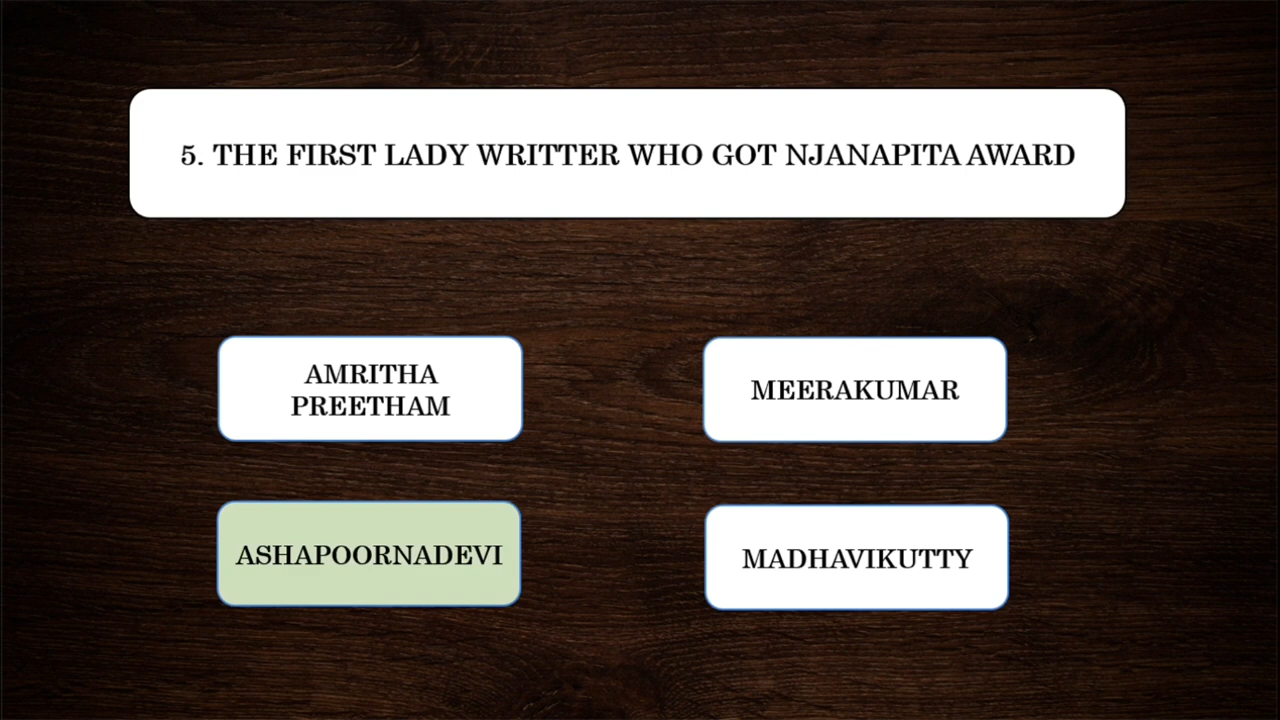 5. THE FIRST LADY WRITTER WHO GOT NJANAPITA AWARD
AMRITHA
PREETHAM
MEERAKUMAR
ASHAPOORNADEVI
MADHAVIKUTTY